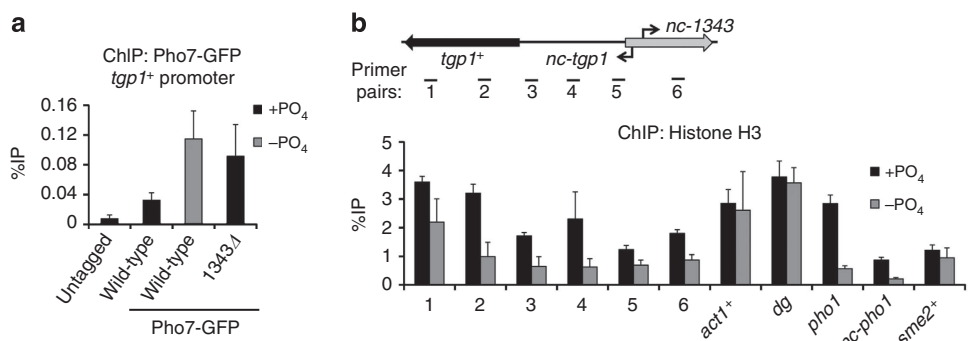 a
ChIP: Pho7-GFP
tgp1+ promoter
%IP
0.16
0.12
0.08
0.04
0
+PO4
–PO4
Untagged
Wild-type
Wild-type
1343Δ
Pho7-GFP
b
nc-1343
tgp1+
nc-tgp1
Primer
pairs:
1 2 3 4 5 6
ChIP: Histone H3
%IP
5
4
3
2
1
0
+PO4
–PO4
1 2 3 4 5 6 act1+ dg pho1 nc-pho1 sme2+